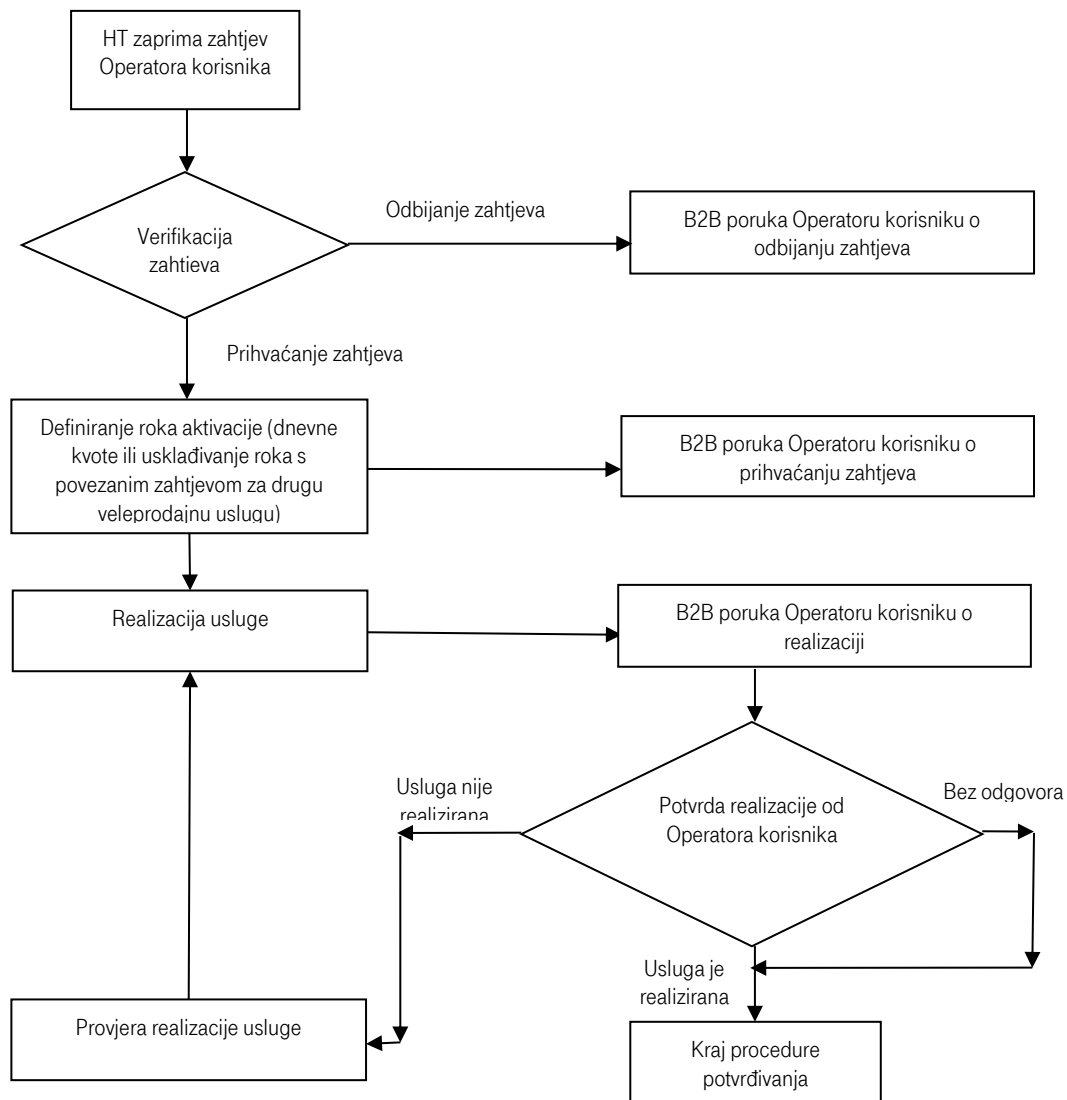 HT zaprima zahtjev
Operatora korisnika
Odbijanje zahtjeva
B2B poruka Operatoru korisniku o
odbijanju zahtjeva
Verifikacija
zahtjeva
Prihvaćanje zahtjeva
Definiranje roka aktivacije (dnevne
kvote ili usklađivanje roka s
povezanim zahtjevom za drugu
veleprodajnu uslugu)
B2B poruka Operatoru korisniku o
prihvaćanju zahtjeva
Realizacija usluge
B2B poruka Operatoru korisniku o
realizaciji
Usluga nije
realizirana
Potvrda realizacije od
Operatora korisnika
Bez odgovora
Usluga je
realizirana
Provjera realizacije usluge
Kraj procedure
potvrđivanja